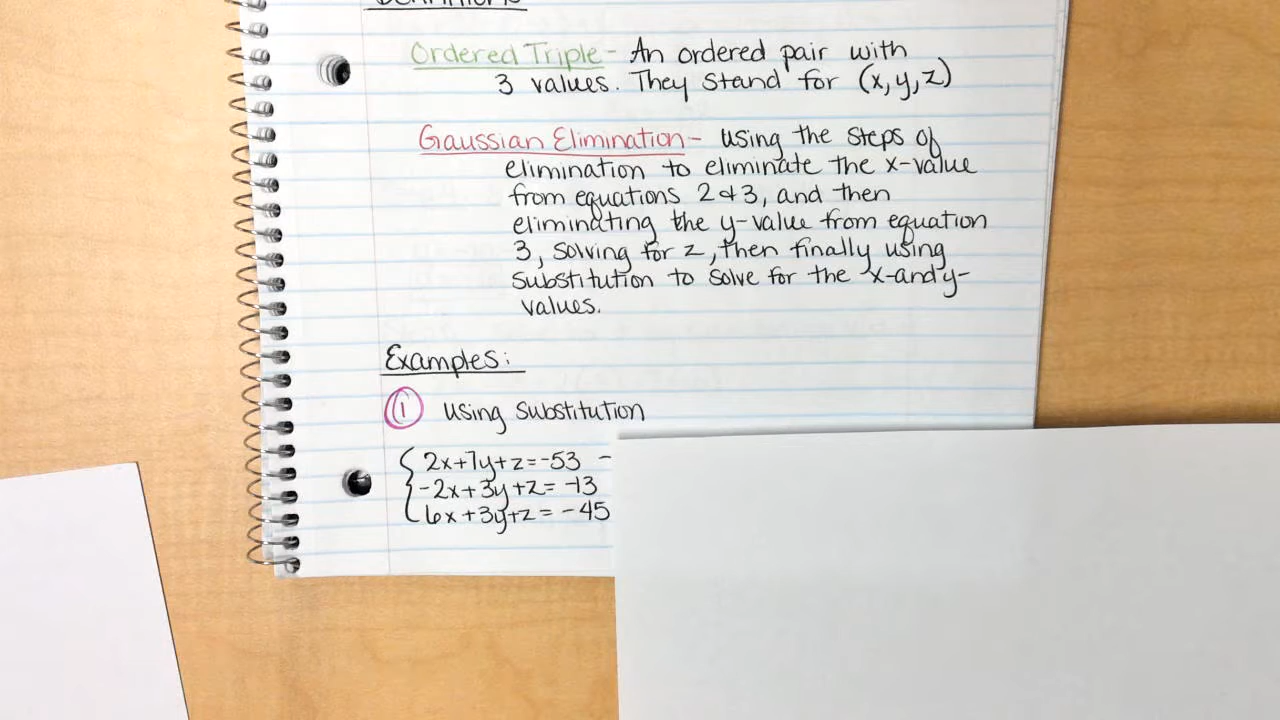 Definitions
Ordered Triple - An ordered pair with
3 values. They stand for (x,y,z)
Gaussian Elimination - using the steps of
elimination to eliminate the x-value
from equations 2 & 3, and then
eliminating the y-value from equation
3, solving for z, then finally using
substitution to solve for the x-and y-
values.
Examples:
1 using substitution
2x+7y+z=-53 -
-2x+3y+z=-13
6x+3y+z=-45